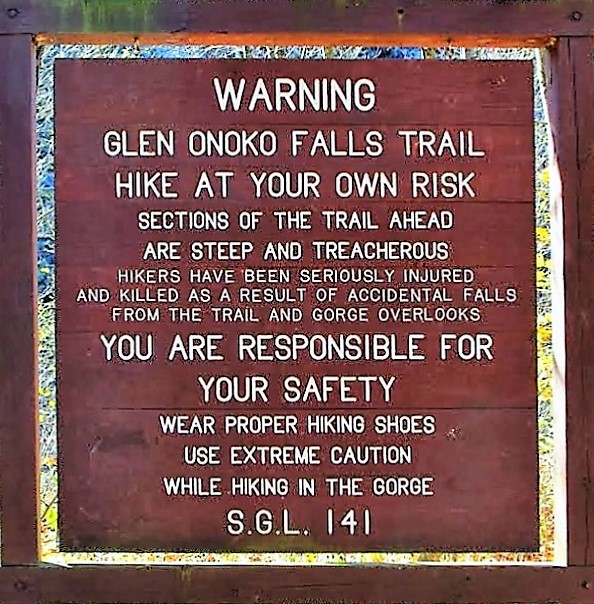 WARNING
GLEN ONOKO FALLS TRAIL
HIKE AT YOUR OWN RISK
SECTIONS OF THE TRAIL AHEAD
ARE STEEP AND TREACHEROUS
HIKERS HAVE BEEN SERIOUSLY INJURED
AND KILLED AS A RESULT OF ACCIDENTAL FALLS
FROM THE TRAIL AND GORGE OVERLOOKS
YOU ARE RESPONSIBLE FOR
YOUR SAFETY
WEAR PROPER HIKING SHOES
USE EXTREME CAUTION
WHILE HIKING IN THE GORGE
S.G.L. 141